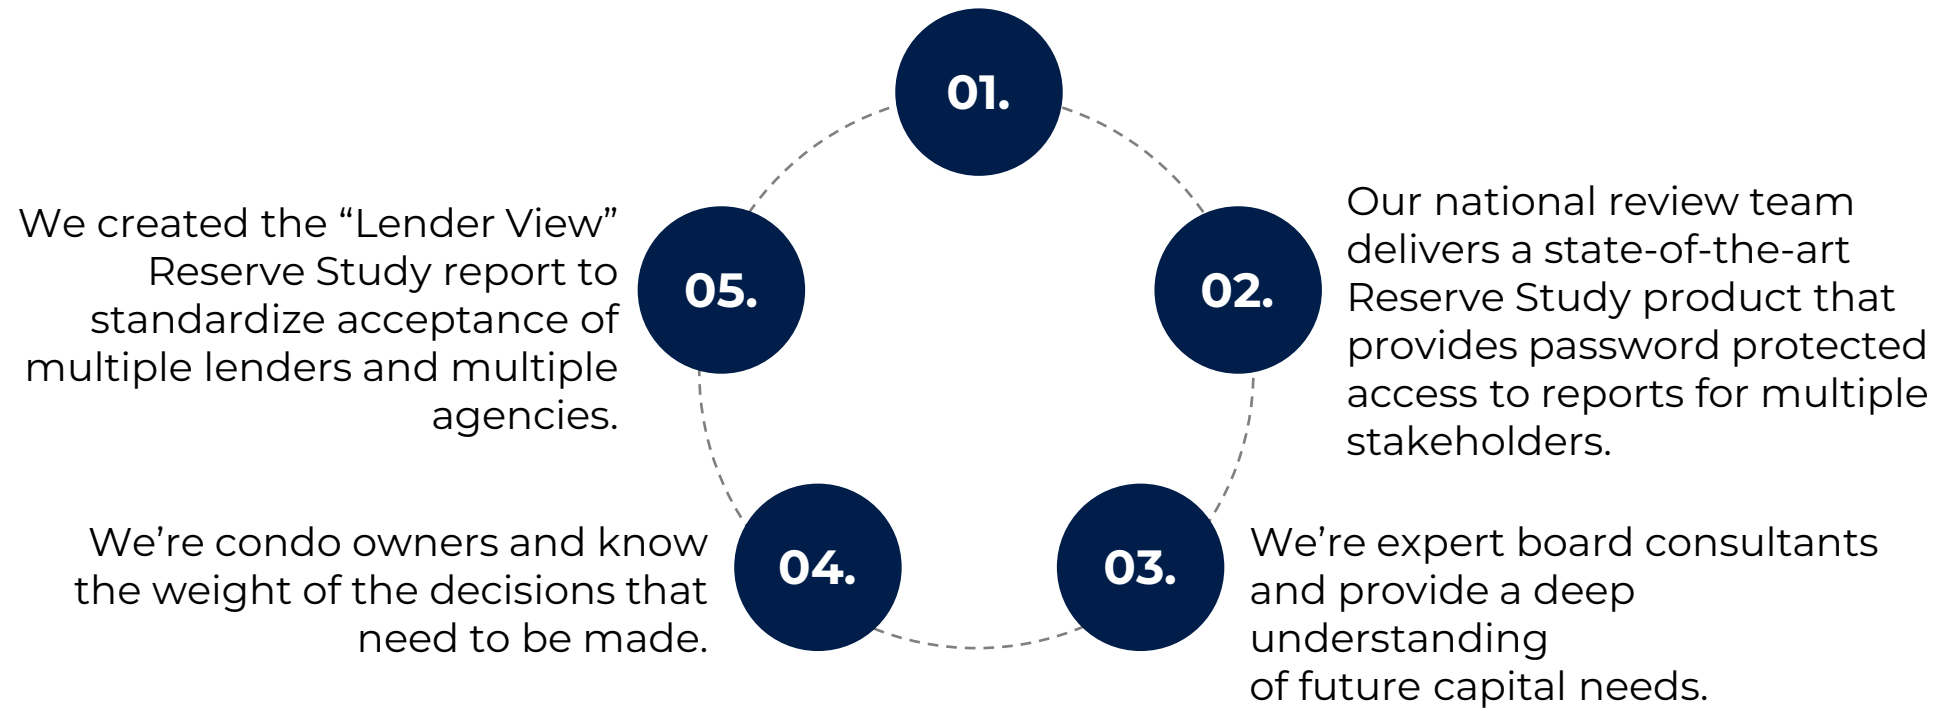 01.
02.
Our national review team
delivers a state-of-the-art
Reserve Study product that
provides password protected
access to reports for multiple
stakeholders.
03.
We’re expert board consultants
and provide a deep
understanding
of future capital needs.
04.
We’re condo owners and know
the weight of the decisions that
need to be made.
05.
We created the “Lender View”
Reserve Study report to
standardize acceptance of
multiple lenders and multiple
agencies.